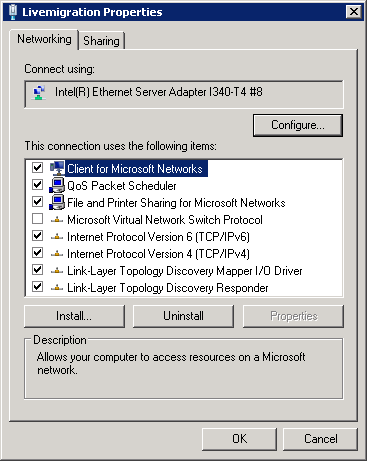 Livemigration Properties
Networking
Sharing
Connect using:
Intel(R) Ethernet Server Adapter I340-T4 #8
Configure...
This connection uses the following items:
Client for Microsoft Networks
QoS Packet Scheduler
File and Printer Sharing for Microsoft Networks
Microsoft Virtual Network Switch Protocol
Internet Protocol Version 6 (TCP/IPv6)
Internet Protocol Version 4 (TCP/IPv4)
Link-Layer Topology Discovery Mapper I/O Driver
Link-Layer Topology Discovery Responder
Install...
Uninstall
Properties
Description
Allows your computer to access resources on a Microsoft
network.
OK
Cancel